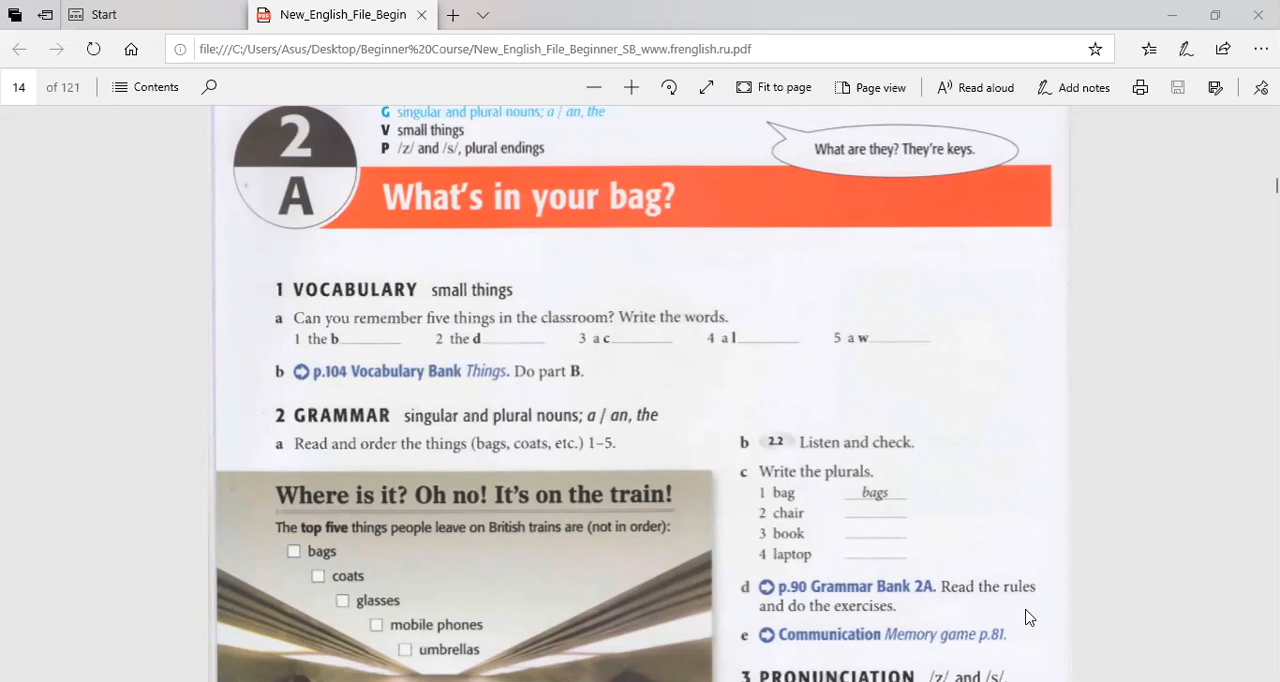 Start
New_English_File_Begin
file:///C:/Users/Asus/Desktop/Beginner%20Course/New_English_File_Beginner_SB_www.frenglish.ru.pdf
14 of 121 Contents Fit to page Page view Read aloud Add notes
2
A
G singular and plural nouns; a / an, the
V small things
P /z/ and /s/, plural endings
What are they? They're keys.
What's in your bag?
1 VOCABULARY small things
a Can you remember five things in the classroom? Write the words.
1 the b________ 2 the d________ 3 a c________ 4 a l________ 5 a w________
b p.104 Vocabulary Bank Things. Do part B.
2 GRAMMAR singular and plural nouns; a / an, the
a Read and order the things (bags, coats, etc.) 1–5.
Where is it? Oh no! It's on the train!
The top five things people leave on British trains are (not in order):
bags
coats
glasses
mobile phones
umbrellas
b 2.2 Listen and check.
c Write the plurals.
1 bag bags
2 chair ________
3 book ________
4 laptop ________
d p.90 Grammar Bank 2A. Read the rules
and do the exercises.
e Communication Memory game p.81.
3 PRONUNCIATION /z/ and /s/,